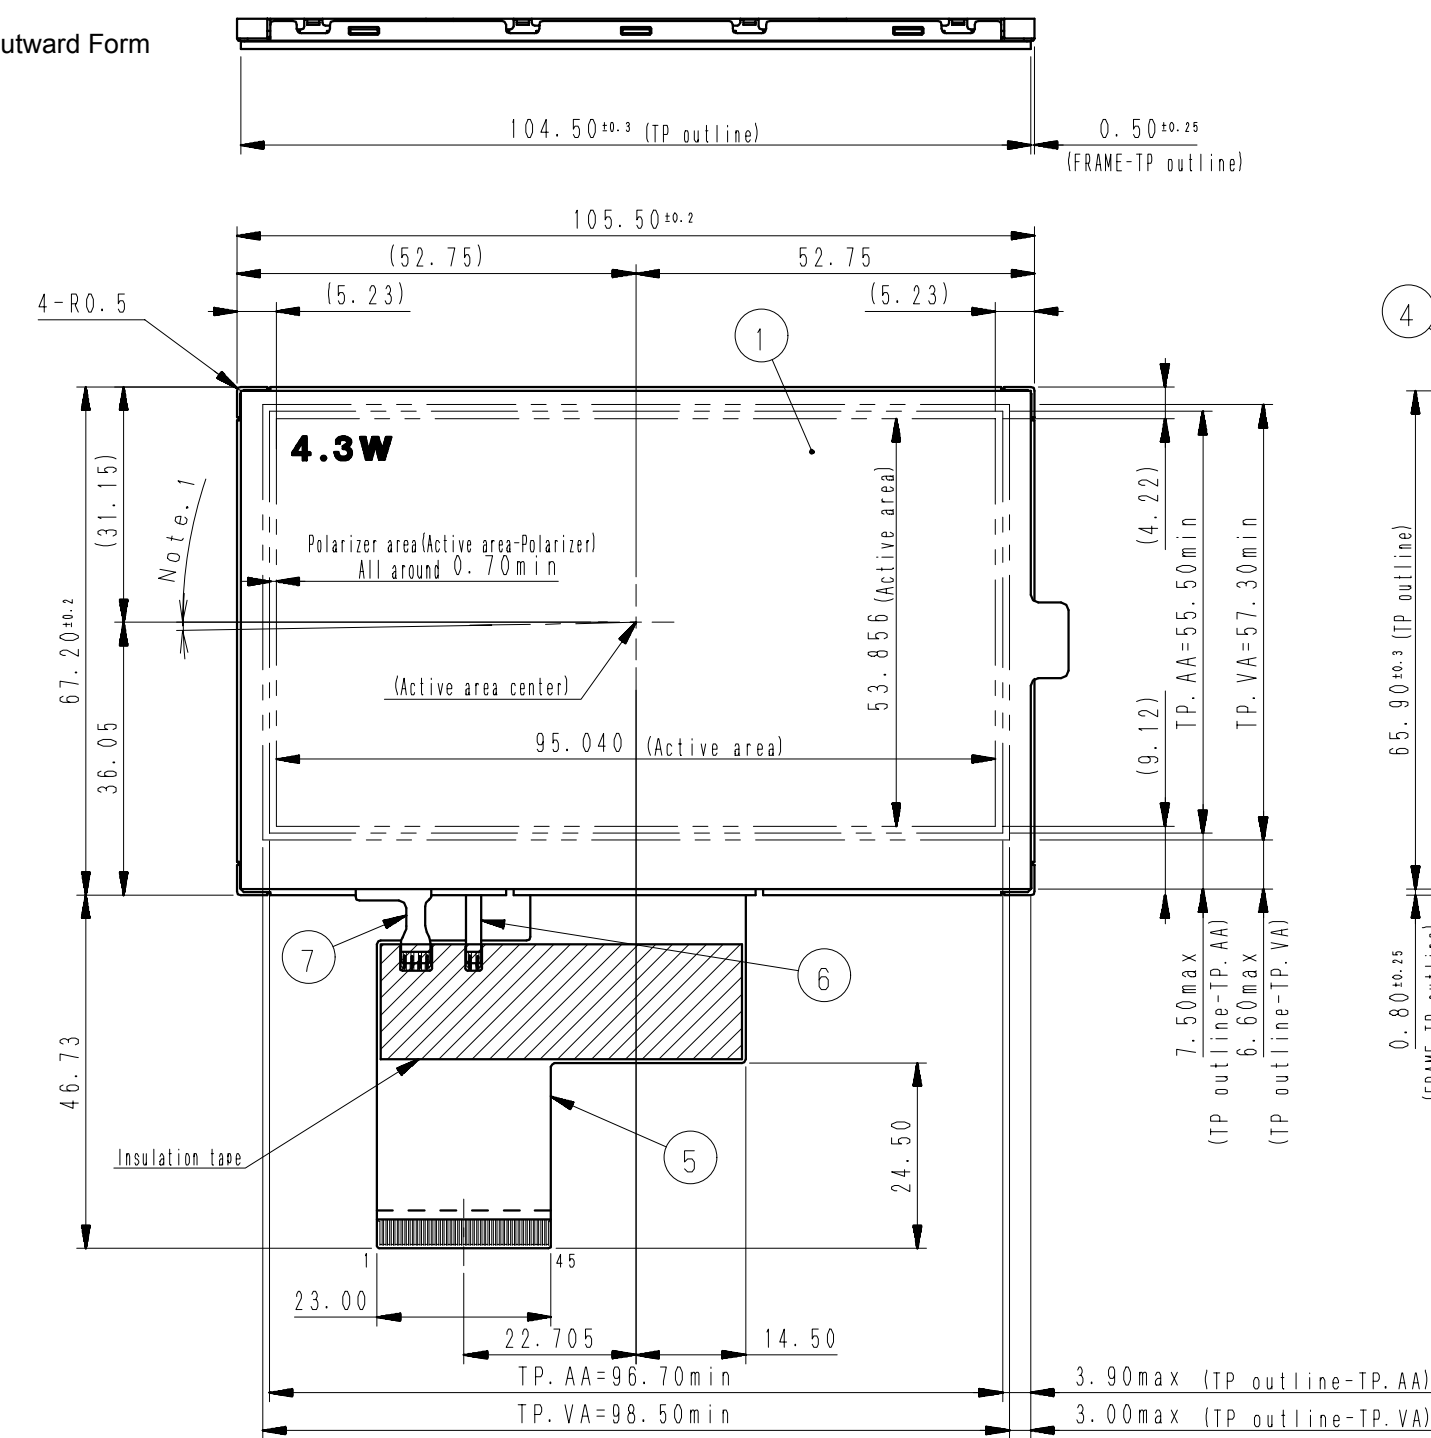 utward Form
104.50±0.3 (TP outline)
0.50±0.25
(FRAME-TP outline)
105.50±0.2
(52.75)
52.75
(5.23)
(5.23)
4-R0.5
1
4
4.3W
(31.15)
Note.1
67.20±0.2
36.05
Polarizer area(Active area-Polarizer)
All around 0.70min
(Active area center)
53.856 (Active area)
95.040 (Active area)
(4.22)
(9.12)
TP.AA=55.50min
TP.VA=57.30min
65.90±0.3 (TP outline)
7
6
46.73
7.50max
(TP outline-TP.AA)
6.60max
(TP outline-TP.VA)
0.80±0.25
Insulation tape
5
24.50
1
45
23.00
22.705
14.50
TP.AA=96.70min
3.90max (TP outline-TP.AA)
TP.VA=98.50min
3.00max (TP outline-TP.VA)